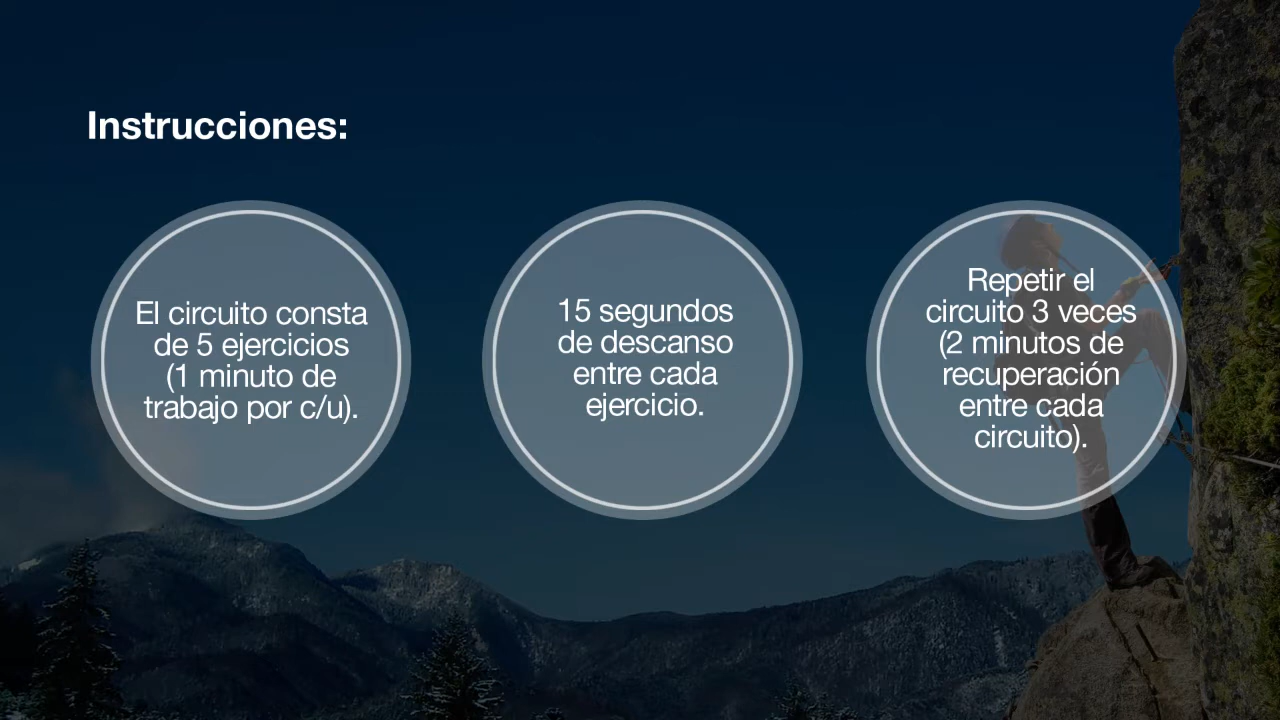 Instrucciones:
El circuito consta
de 5 ejercicios
(1 minuto de
trabajo por c/u).
15 segundos
de descanso
entre cada
ejercicio.
Repetir el
circuito 3 veces
(2 minutos de
recuperación
entre cada
circuito).